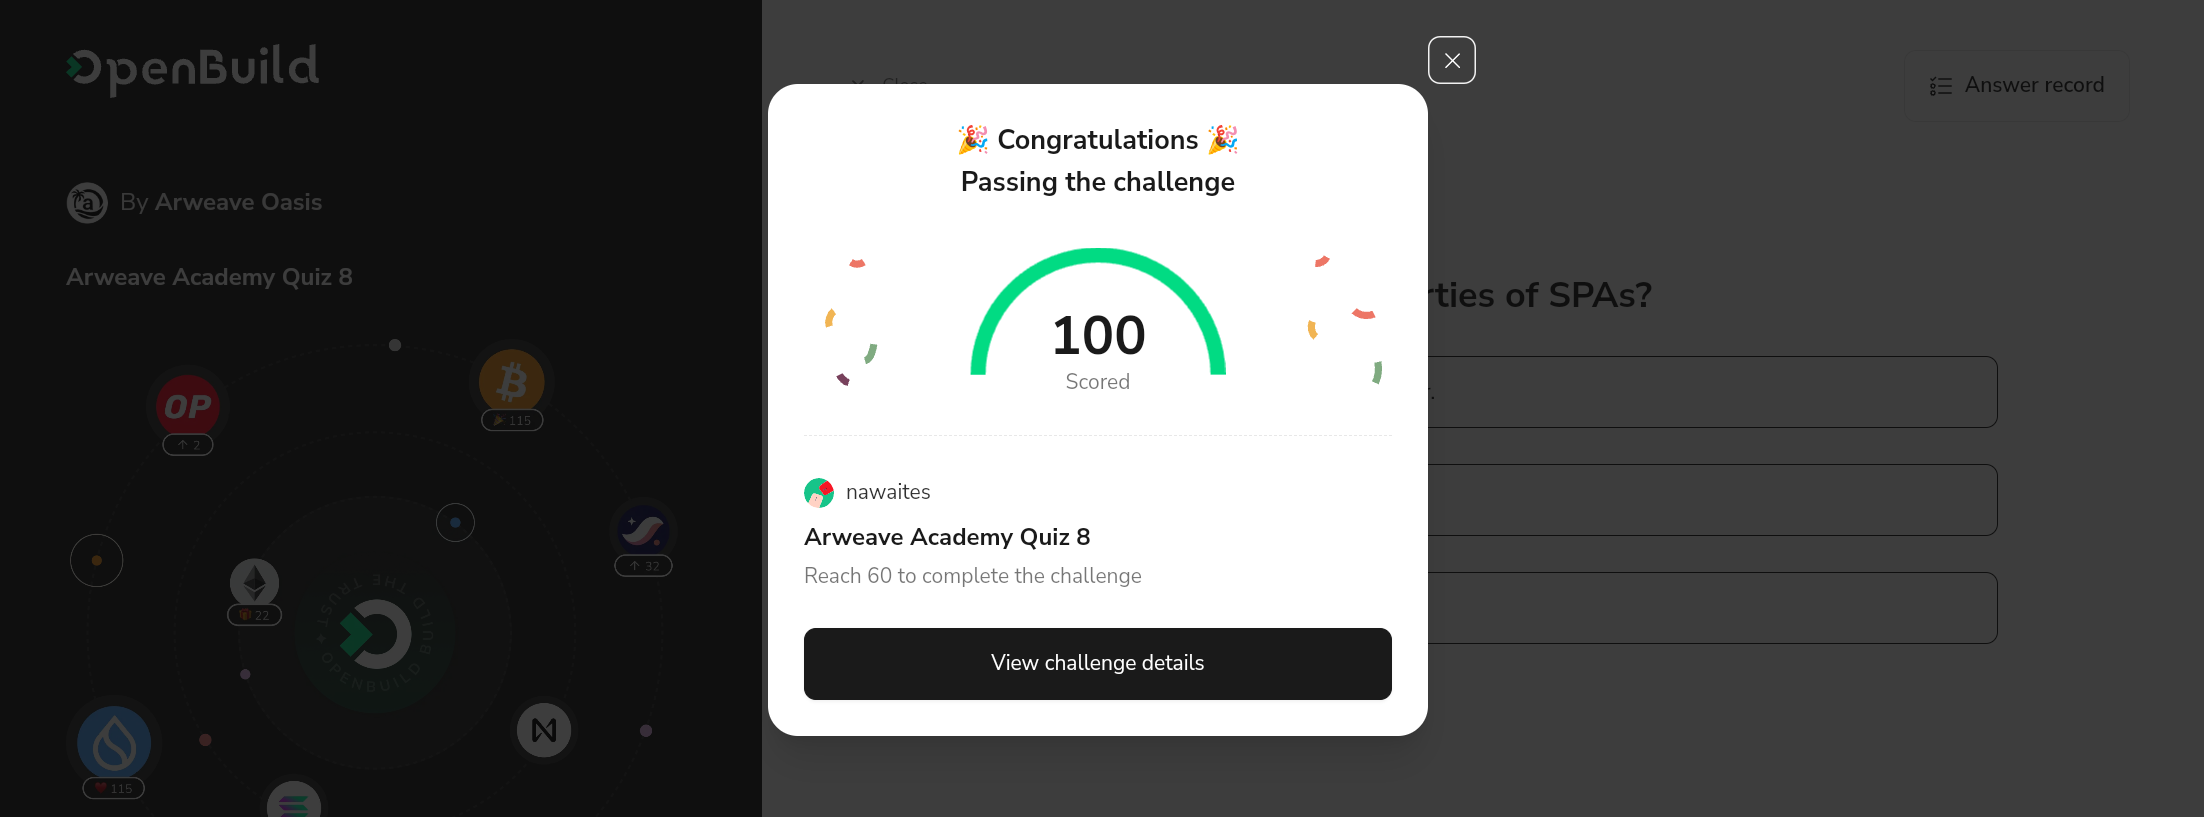 OpenBuild
By Arweave Oasis
Arweave Academy Quiz 8
OP
↑ 2
115
↑ 32
22
OPENBUILD BUILD THE TRUST
115
Close
Answer record
rties of SPAs?
🎉 Congratulations 🎉
Passing the challenge
100
Scored
nawaites
Arweave Academy Quiz 8
Reach 60 to complete the challenge
View challenge details